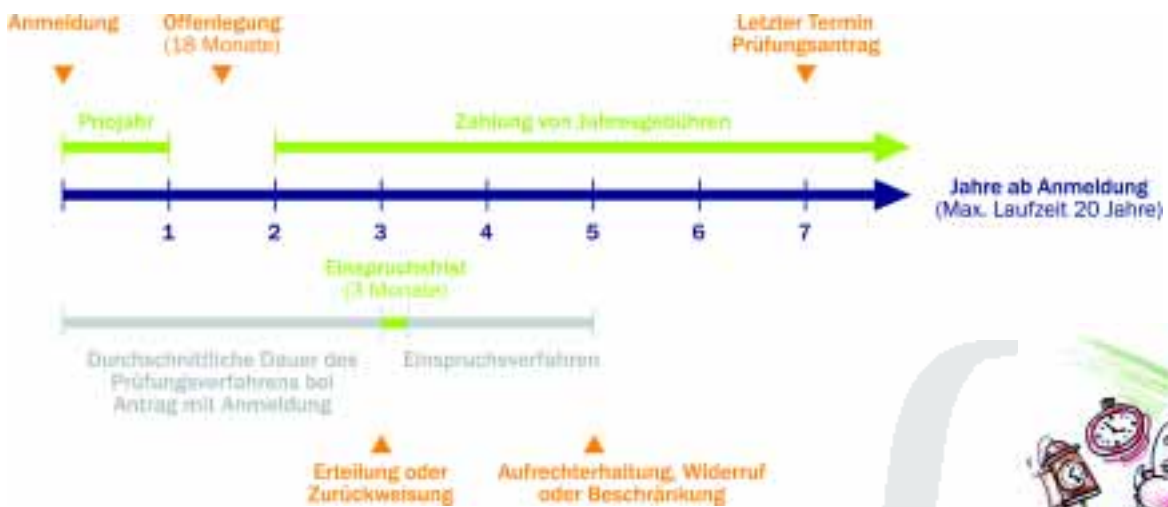 Anmeldung
Offenlegung
(18 Monate)
Letzter Termin
Prüfungsantrag
Priojahr
Zahlung von Jahresgebühren
Jahre ab Anmeldung
(Max. Laufzeit 20 Jahre)
1 2 3 4 5 6 7
Einspruchsfrist
(3 Monate)
Durchschnittliche Dauer des
Prüfungsverfahrens bei
Antrag mit Anmeldung
Einspruchsverfahren
Erteilung oder
Zurückweisung
Aufrechterhaltung, Widerruf
oder Beschränkung